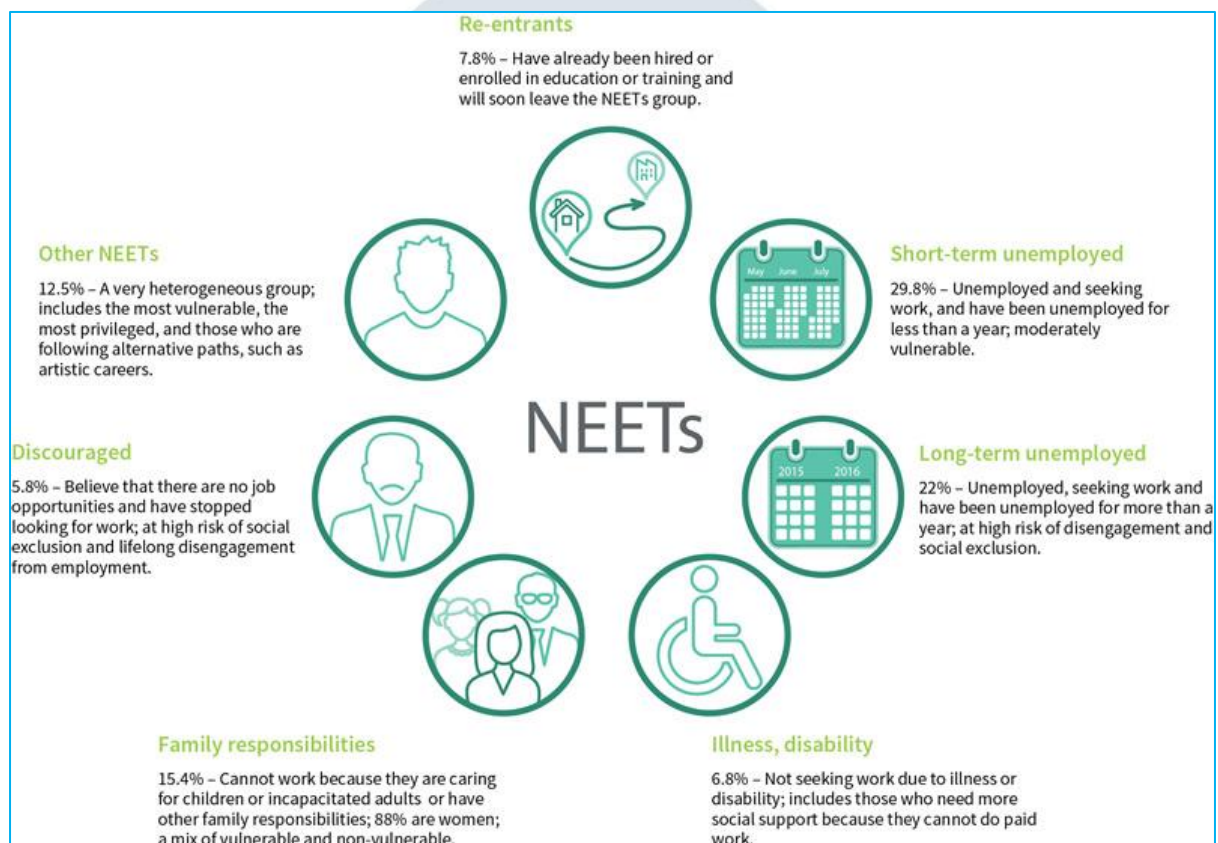 Re-entrants
7.8% – Have already been hired or
enrolled in education or training and
will soon leave the NEETs group.
Short-term unemployed
29.8% – Unemployed and seeking
work, and have been unemployed for
less than a year; moderately
vulnerable.
May June July
Long-term unemployed
22% – Unemployed, seeking work and
have been unemployed for more than a
year; at high risk of disengagement and
social exclusion.
2015 2016
Illness, disability
6.8% – Not seeking work due to illness or
disability; includes those who need more
social support because they cannot do paid
work.
Family responsibilities
15.4% – Cannot work because they are caring
for children or incapacitated adults or have
other family responsibilities; 88% are women;
a mix of vulnerable and non-vulnerable.
Discouraged
5.8% – Believe that there are no job
opportunities and have stopped
looking for work; at high risk of social
exclusion and lifelong disengagement
from employment.
Other NEETs
12.5% – A very heterogeneous group;
includes the most vulnerable, the
most privileged, and those who are
following alternative paths, such as
artistic careers.
NEETs